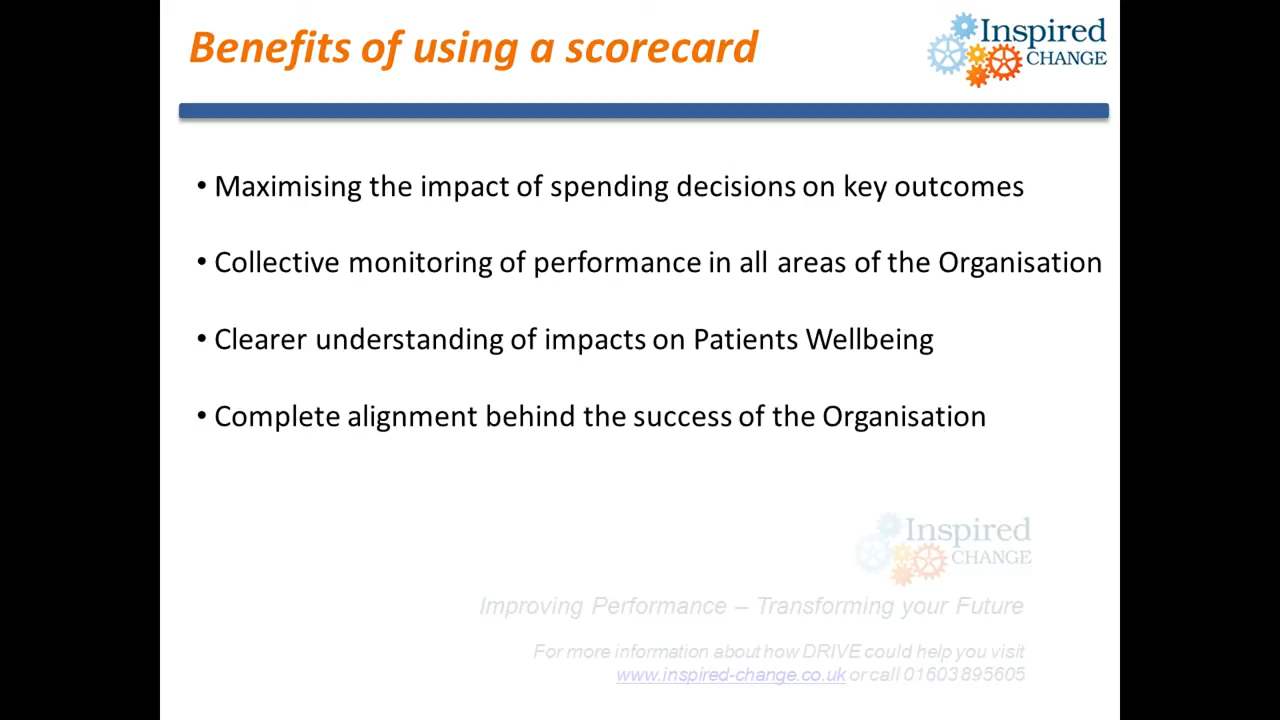 Benefits of using a scorecard
Inspired
CHANGE
• Maximising the impact of spending decisions on key outcomes
• Collective monitoring of performance in all areas of the Organisation
• Clearer understanding of impacts on Patients Wellbeing
• Complete alignment behind the success of the Organisation
Inspired
CHANGE
Improving Performance – Transforming your Future
For more information about how DRIVE could help you visit
www.inspired-change.co.uk or call 01603 895605